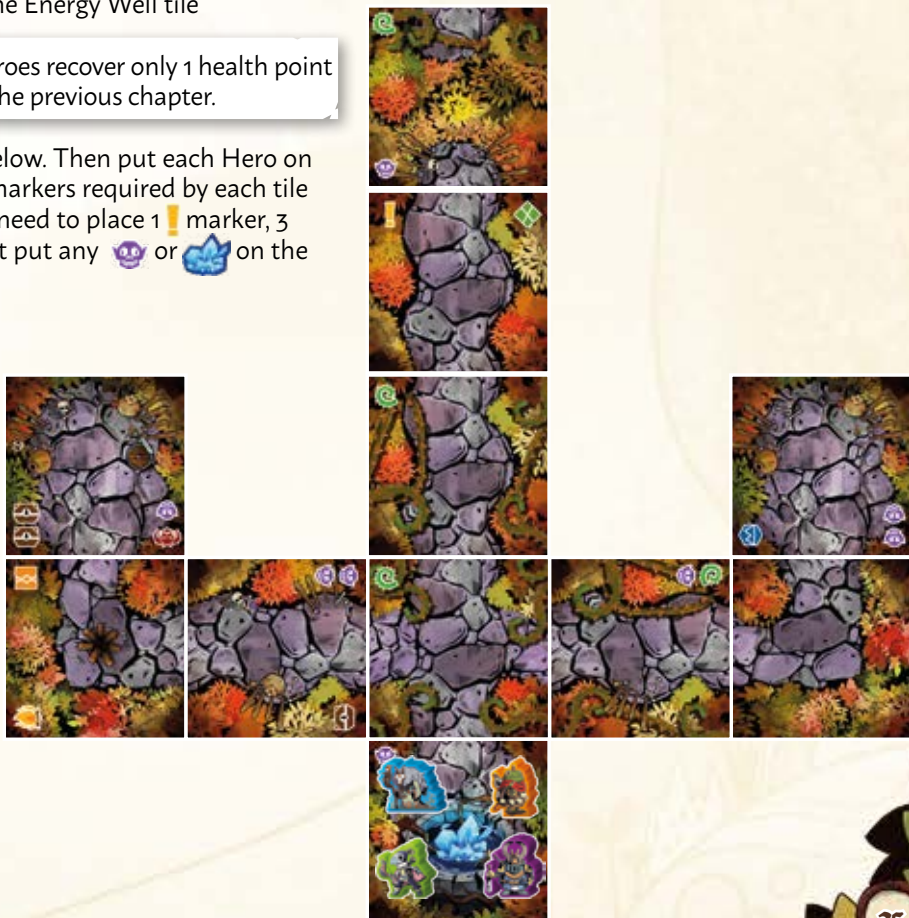 ne Energy Well tile
roes recover only 1 health point
he previous chapter.
elow. Then put each Hero on
markers required by each tile
need to place 1 marker, 3
t put any or on the